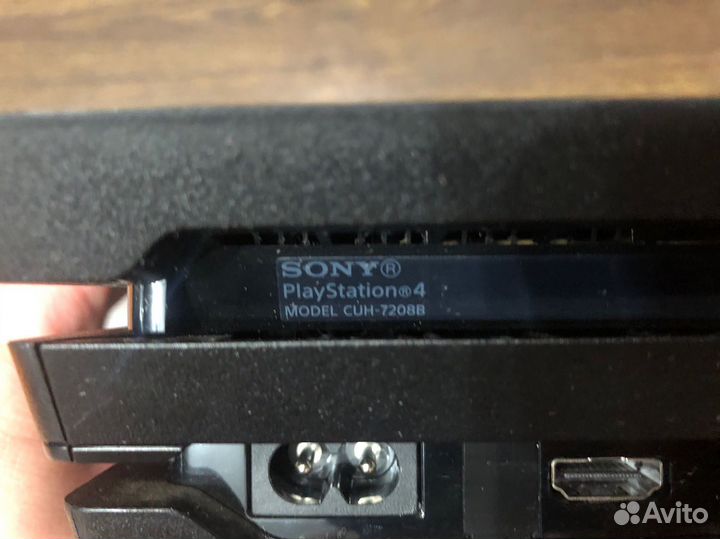 SONY®
PlayStation®4
MODEL CUH-7208B
Avito